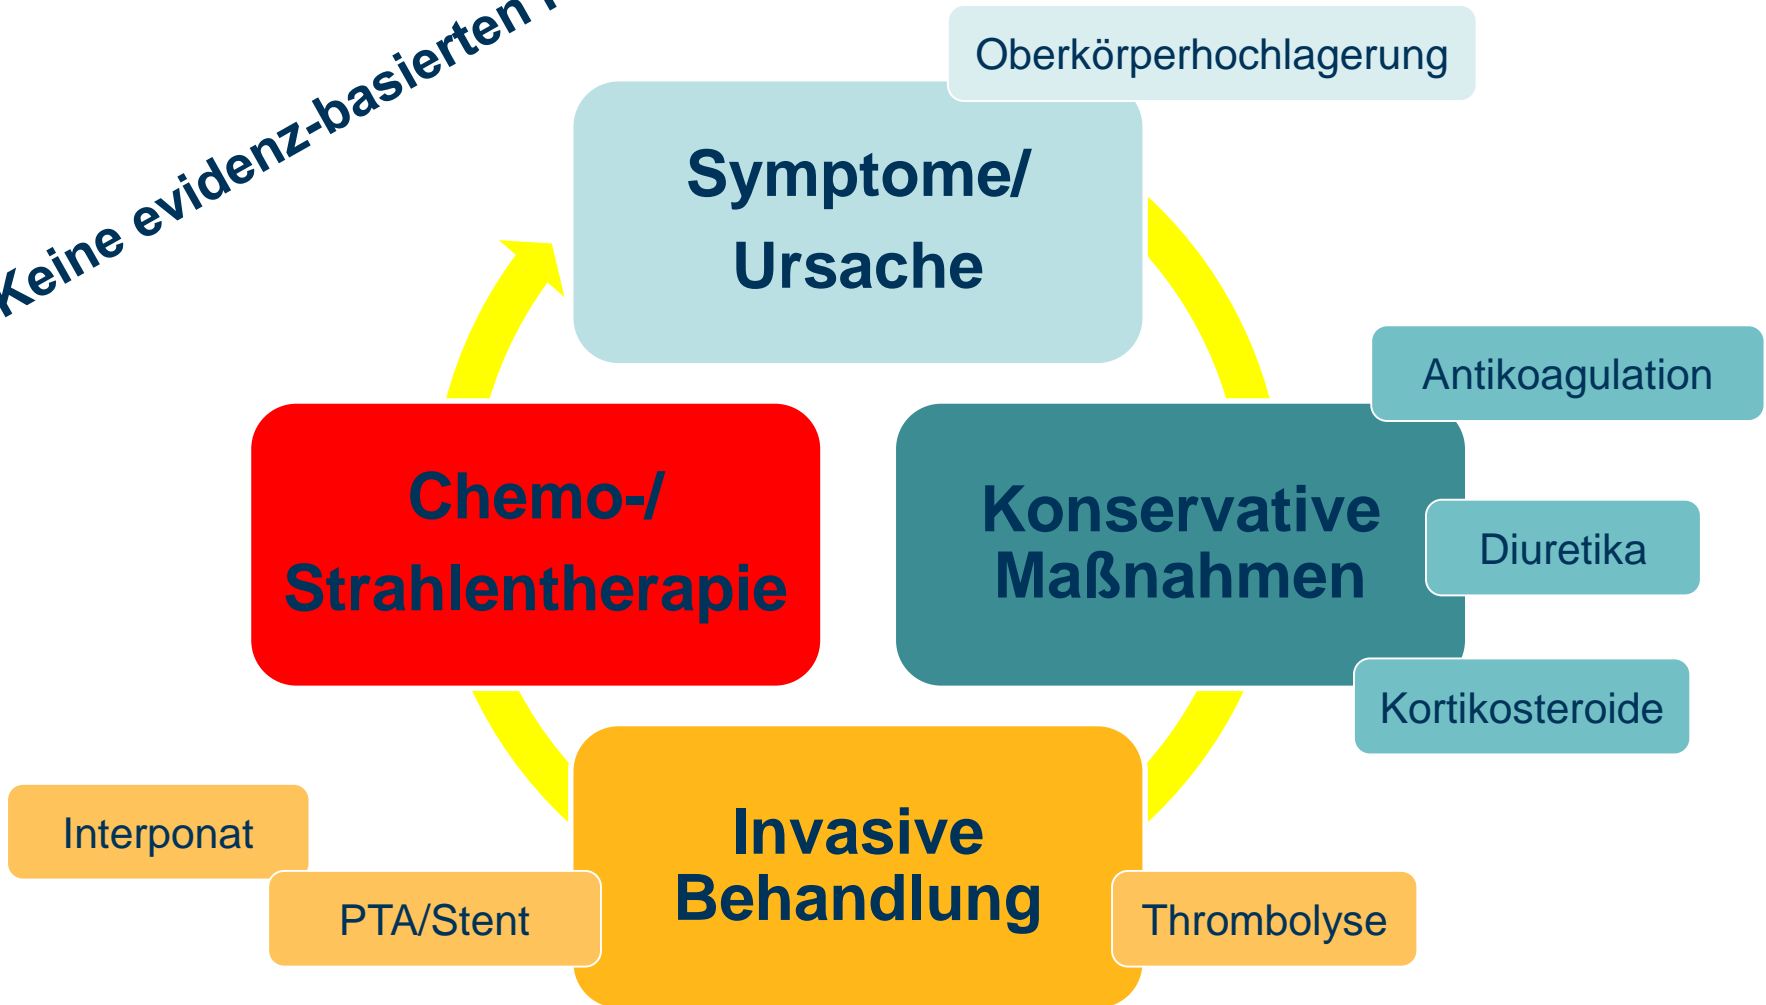 Keine evidenz-basierten
Oberkörperhochlagerung
Symptome/
Ursache
Antikoagulation
Chemo-/
Strahlentherapie
Konservative
Maßnahmen
Diuretika
Kortikosteroide
Interponat
Invasive
Behandlung
PTA/Stent
Thrombolyse